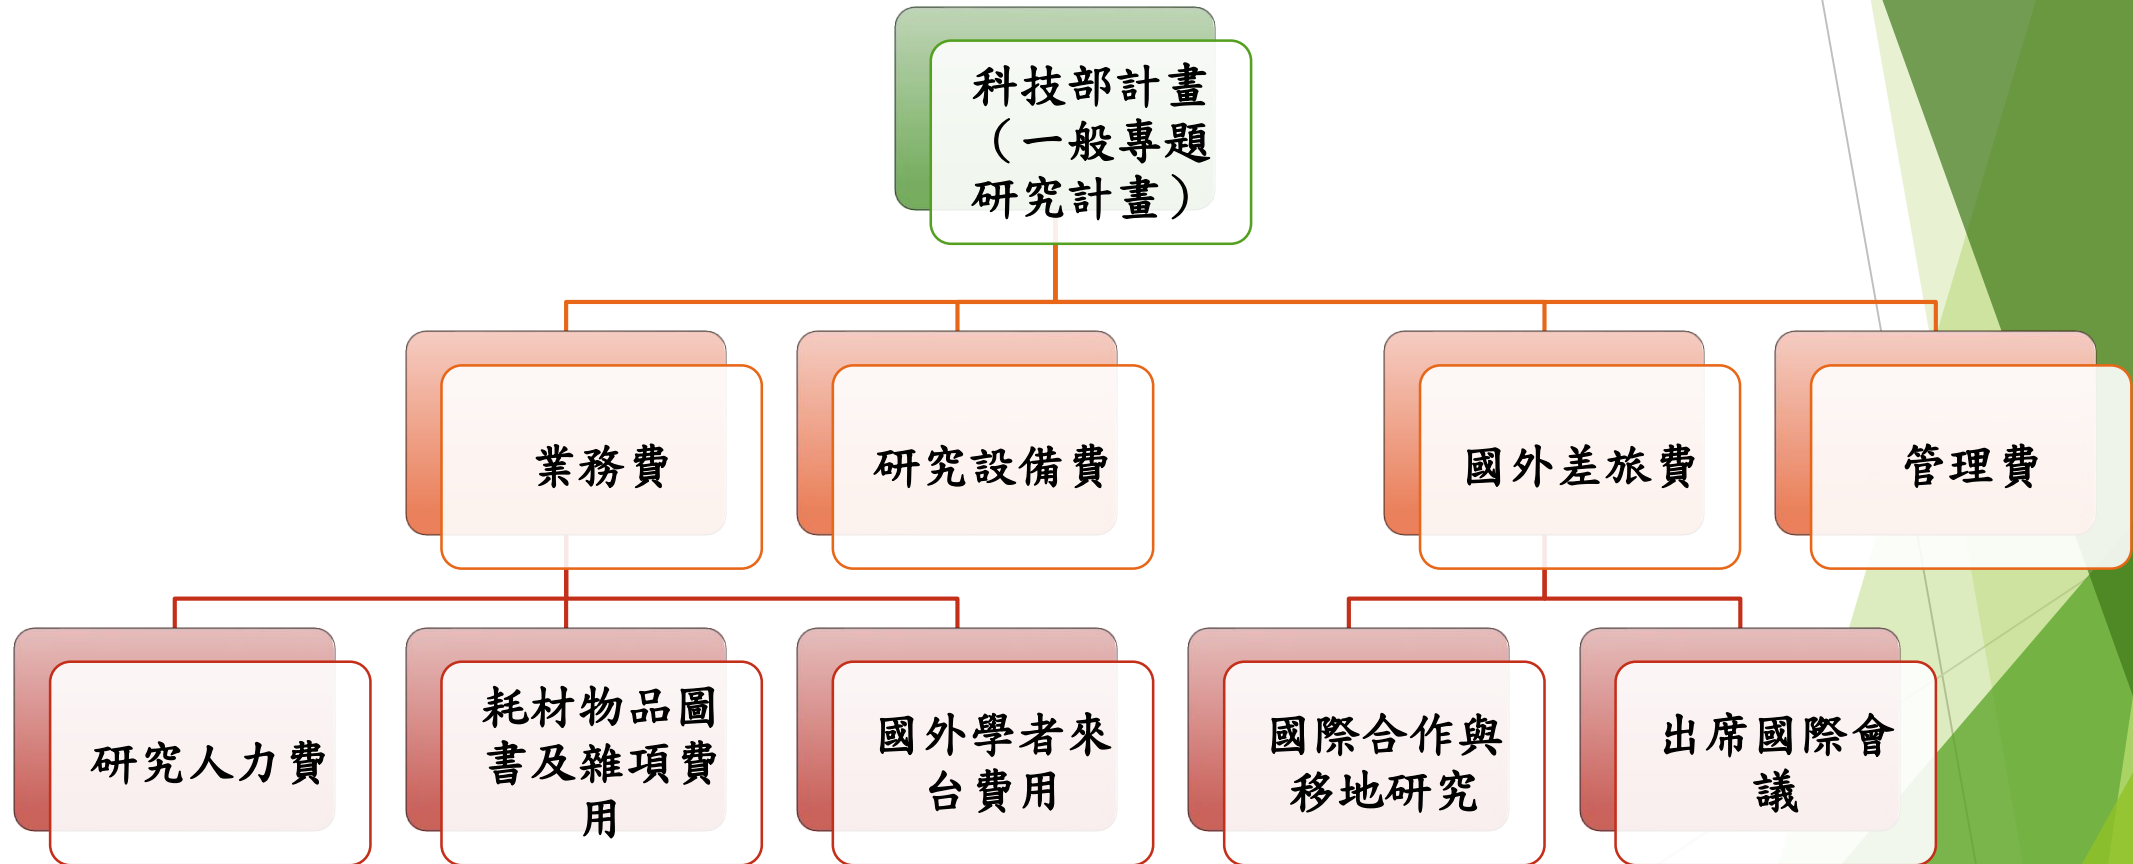 科技部計畫
（一般專題
研究計畫）
業務費
研究設備費
國外差旅費
管理費
研究人力費
耗材物品圖
書及雜項費
用
國外學者來
台費用
國際合作與
移地研究
出席國際會
議